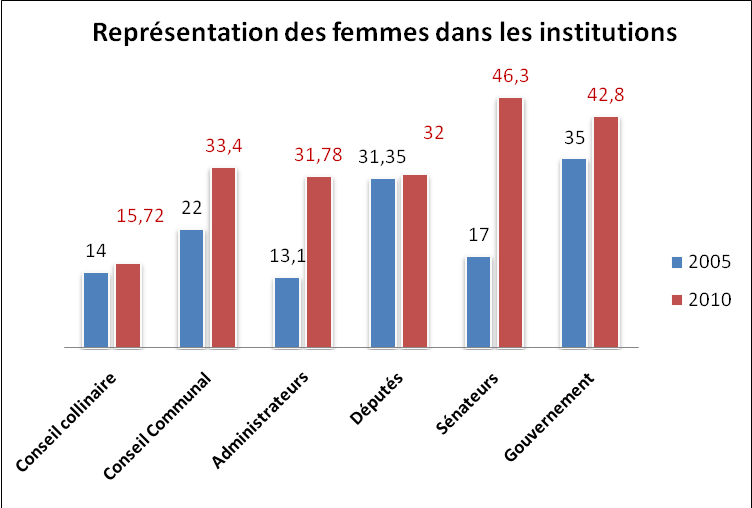 Représentation des femmes dans les institutions
14
15,72
22
33,4
13,1
31,78
31,35
32
17
46,3
35
42,8
2005
2010
Conseil collinaire
Conseil Communal
Administrateurs
Députés
Sénateurs
Gouvernement